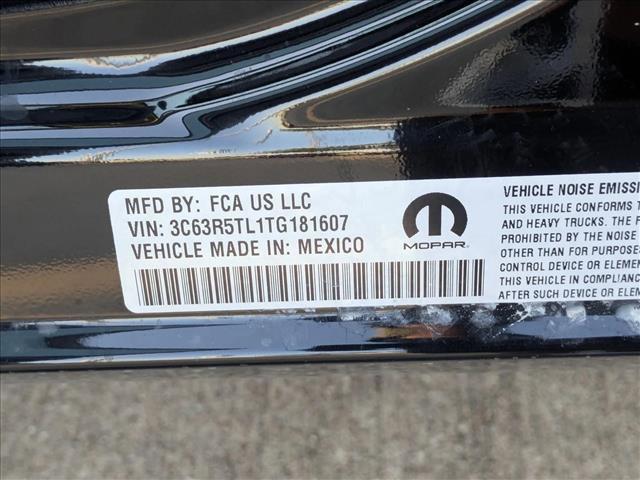 MFD BY: FCA US LLC
VIN: 3C63R5TL1TG181607
VEHICLE MADE IN: MEXICO
MOPAR
VEHICLE NOISE EMISSI
THIS VEHICLE CONFORMS T
AND HEAVY TRUCKS. THE F
PROHIBITED BY THE NOISE
OTHER THAN FOR PURPOSES
CONTROL DEVICE OR ELEMEN
THIS VEHICLE IN COMPLIANC
AFTER SUCH DEVICE OR ELEM